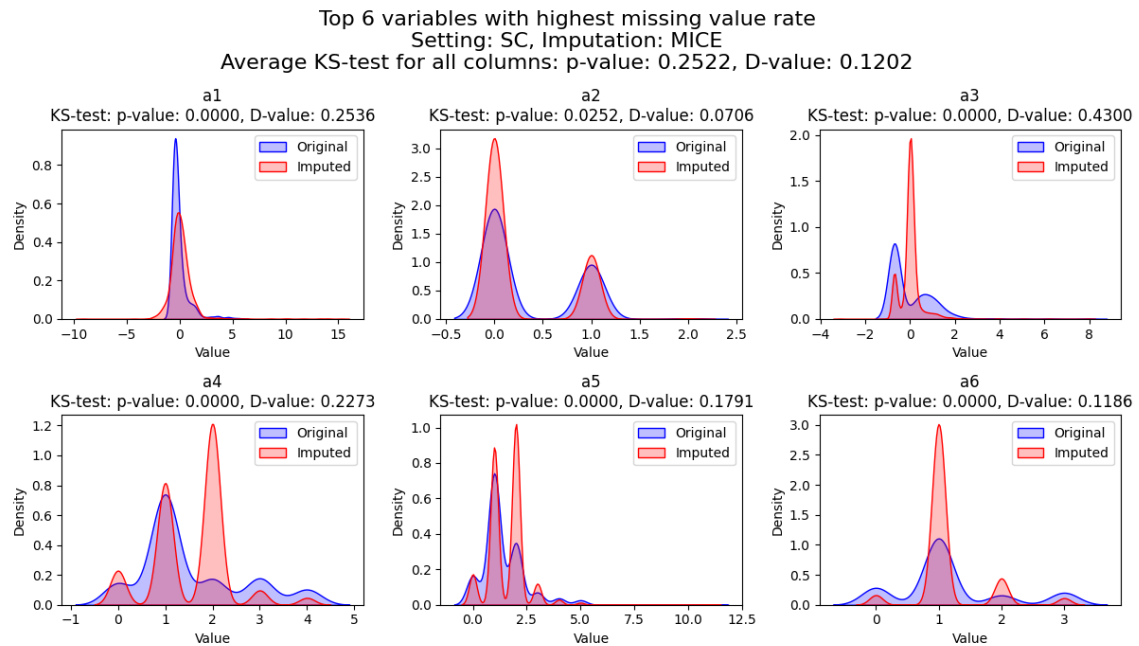 Top 6 variables with highest missing value rate
Setting: SC, Imputation: MICE
Average KS-test for all columns: p-value: 0.2522, D-value: 0.1202
a1
KS-test: p-value: 0.0000, D-value: 0.2536
Original
Imputed
0.8
0.6
0.4
0.2
0.0
Density
−10
−5
0
5
10
15
Value
a2
KS-test: p-value: 0.0252, D-value: 0.0706
Original
Imputed
3.0
2.5
2.0
1.5
1.0
0.5
0.0
Density
0.0
0.5
1.0
1.5
2.0
2.5
Value
a3
KS-test: p-value: 0.0000, D-value: 0.4300
Original
Imputed
2.0
1.5
1.0
0.5
0.0
Density
−4
−2
0
2
4
6
8
Value
a4
KS-test: p-value: 0.0000, D-value: 0.2273
Original
Imputed
1.2
1.0
0.8
0.6
0.4
0.2
0.0
Density
−1
0
1
2
3
4
5
Value
a5
KS-test: p-value: 0.0000, D-value: 0.1791
Original
Imputed
1.0
0.8
0.6
0.4
0.2
0.0
Density
0.0
2.5
5.0
7.5
10.0
12.5
Value
a6
KS-test: p-value: 0.0000, D-value: 0.1186
Original
Imputed
3.0
2.5
2.0
1.5
1.0
0.5
0.0
Density
0
1
2
3
Value